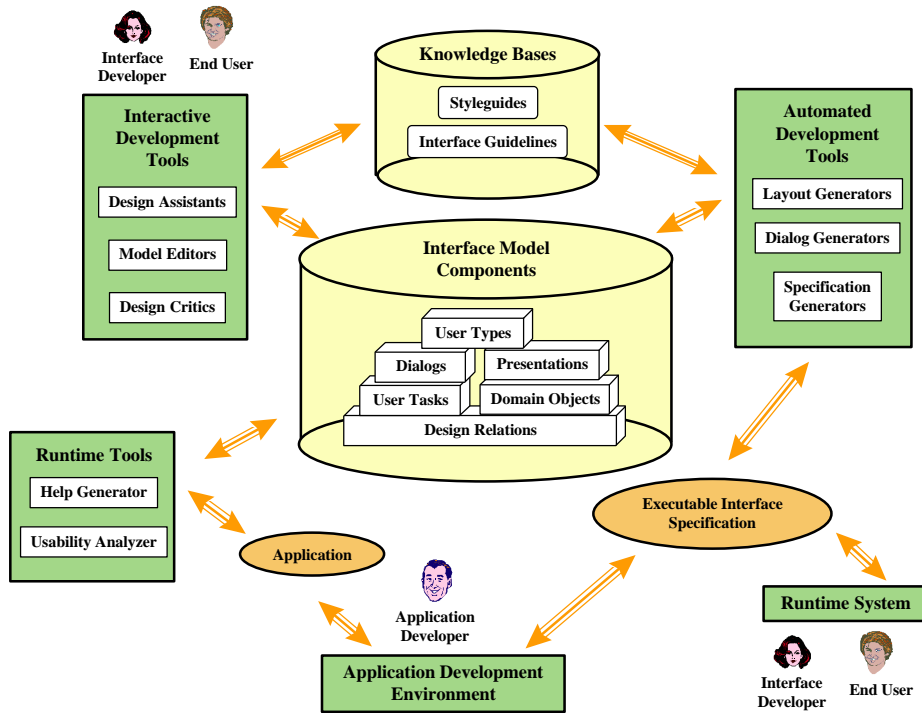 Interface
Developer
End User
Interactive
Development
Tools
Design Assistants
Model Editors
Design Critics
Knowledge Bases
Styleguides
Interface Guidelines
Automated
Development
Tools
Layout Generators
Dialog Generators
Specification
Generators
Interface Model
Components
User Types
Dialogs
Presentations
User Tasks
Domain Objects
Design Relations
Runtime Tools
Help Generator
Usability Analyzer
Application
Executable Interface
Specification
Application
Developer
Application Development
Environment
Runtime System
Interface
Developer
End User